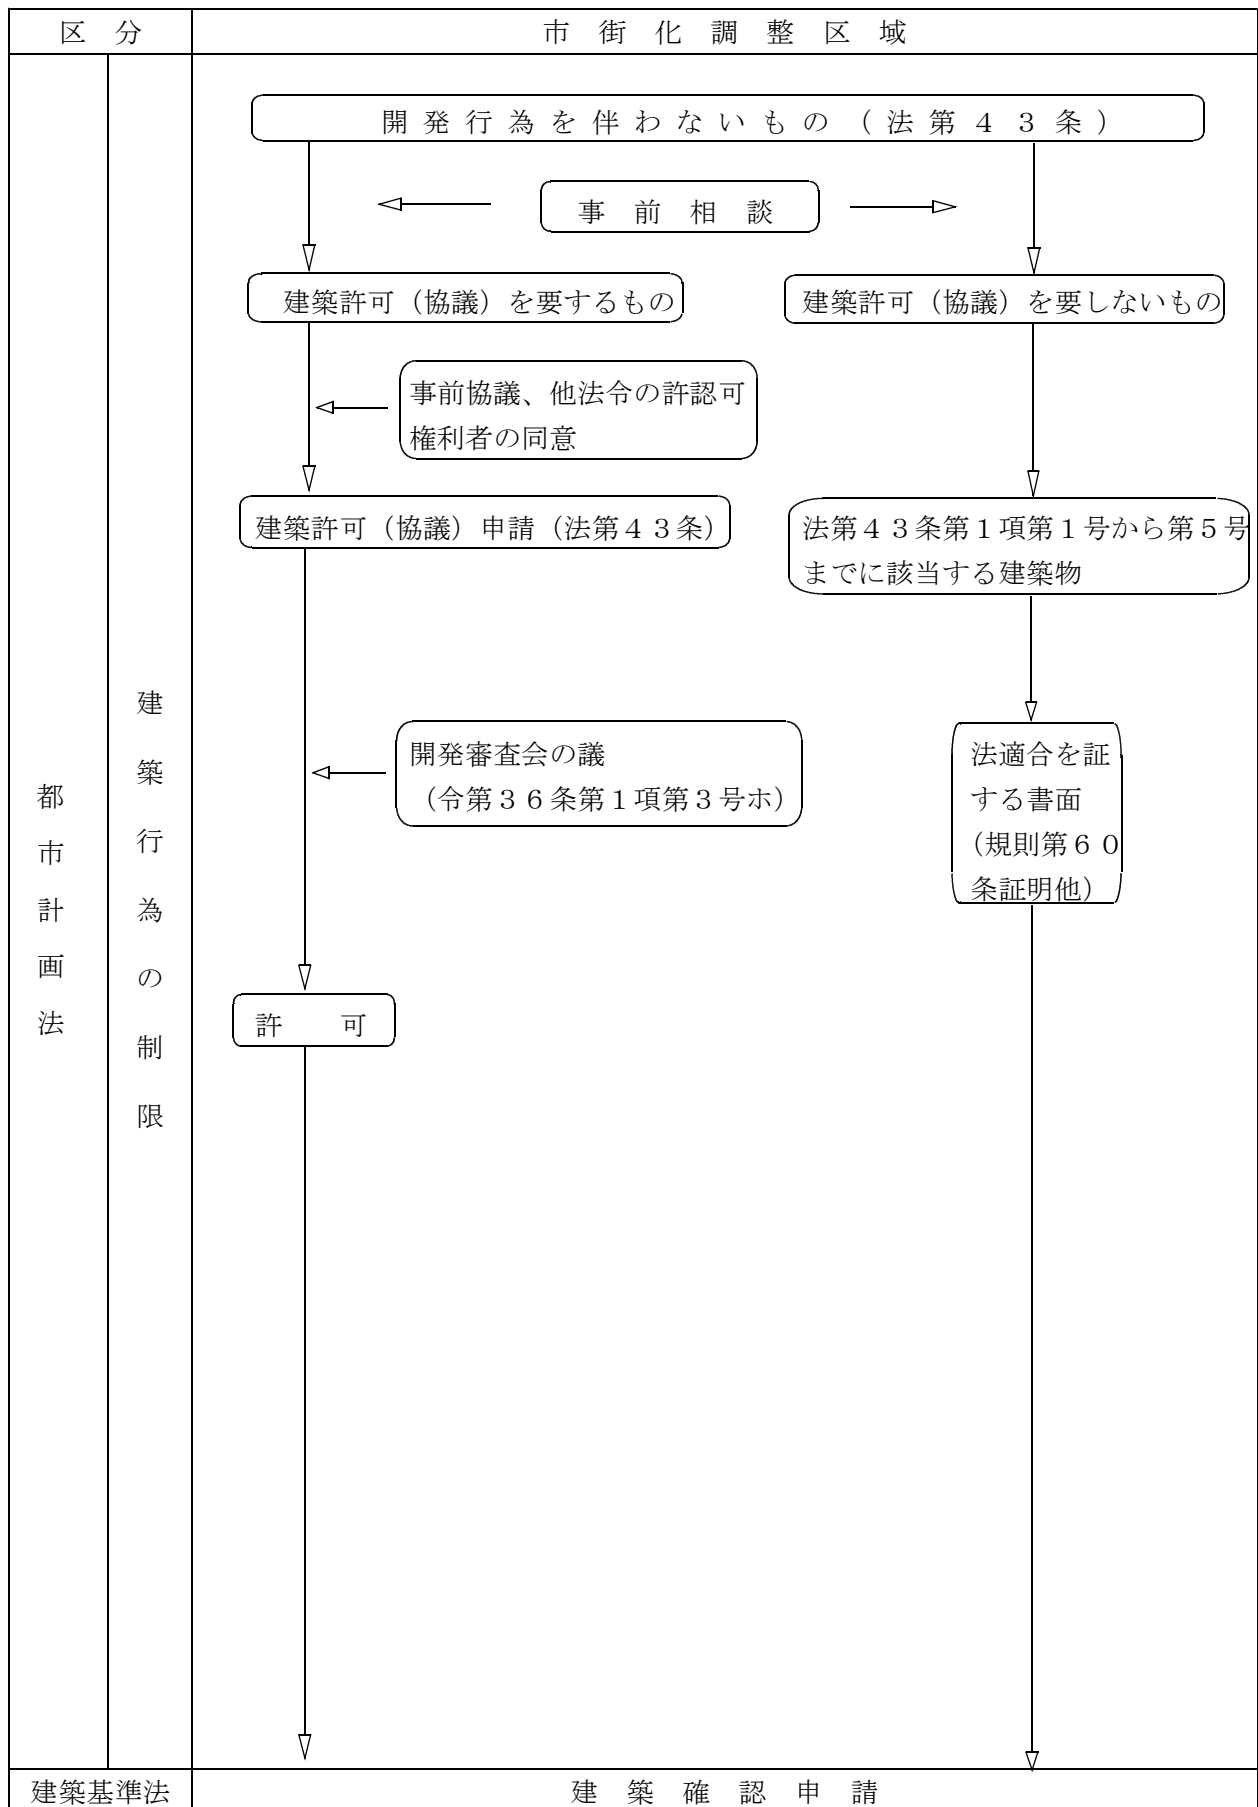 区　分
市　街　化　調　整　区　域
開発行為を伴わないもの（法第４３条）
事　前　相　談
建築許可（協議）を要するもの
建築許可（協議）を要しないもの
事前協議、他法令の許認可
権利者の同意
建築許可（協議）申請（法第４３条）
法第４３条第１項第１号から第５号
までに該当する建築物
開発審査会の議
（令第３６条第１項第３号ホ）
法適合を証
する書面
（規則第６０
条証明他）
許　　可
都市計画法
建築行為の制限
建築基準法
建　築　確　認　申　請